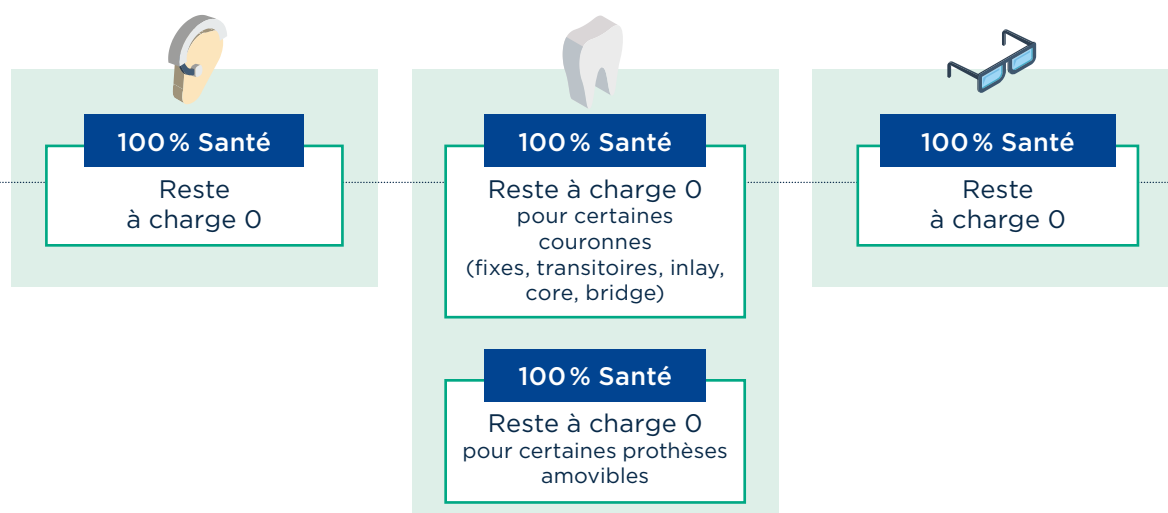 100 % Santé
Reste
à charge 0
100 % Santé
Reste à charge 0
pour certaines
couronnes
(fixes, transitoires, inlay,
core, bridge)
100 % Santé
Reste à charge 0
pour certaines prothèses
amovibles
100 % Santé
Reste
à charge 0